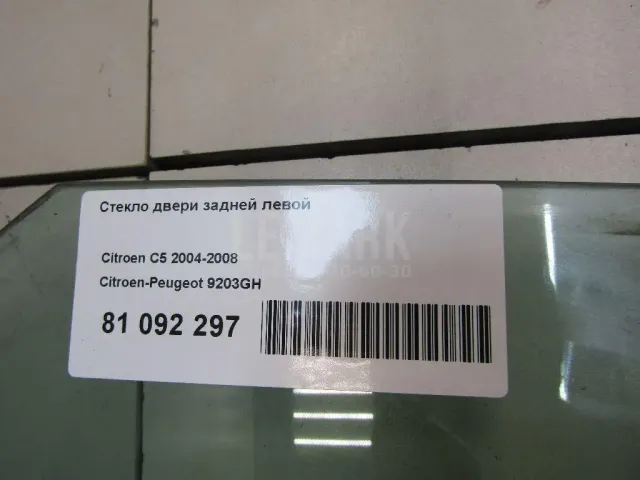 Стекло двери задней левой
Citroen C5 2004-2008
Citroen-Peugeot 9203GH
81 092 297